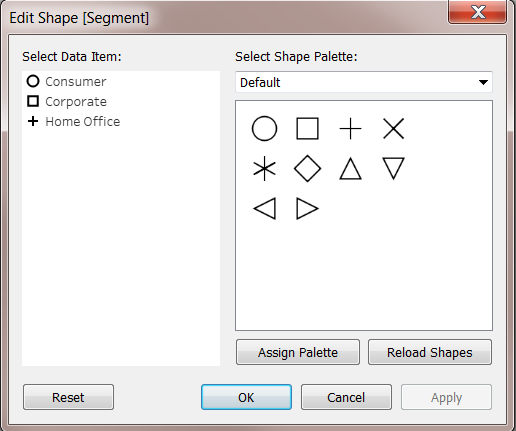 Edit Shape [Segment]
Select Data Item:
Consumer
Corporate
Home Office
Select Shape Palette:
Default
Assign Palette
Reload Shapes
Reset
OK
Cancel
Apply